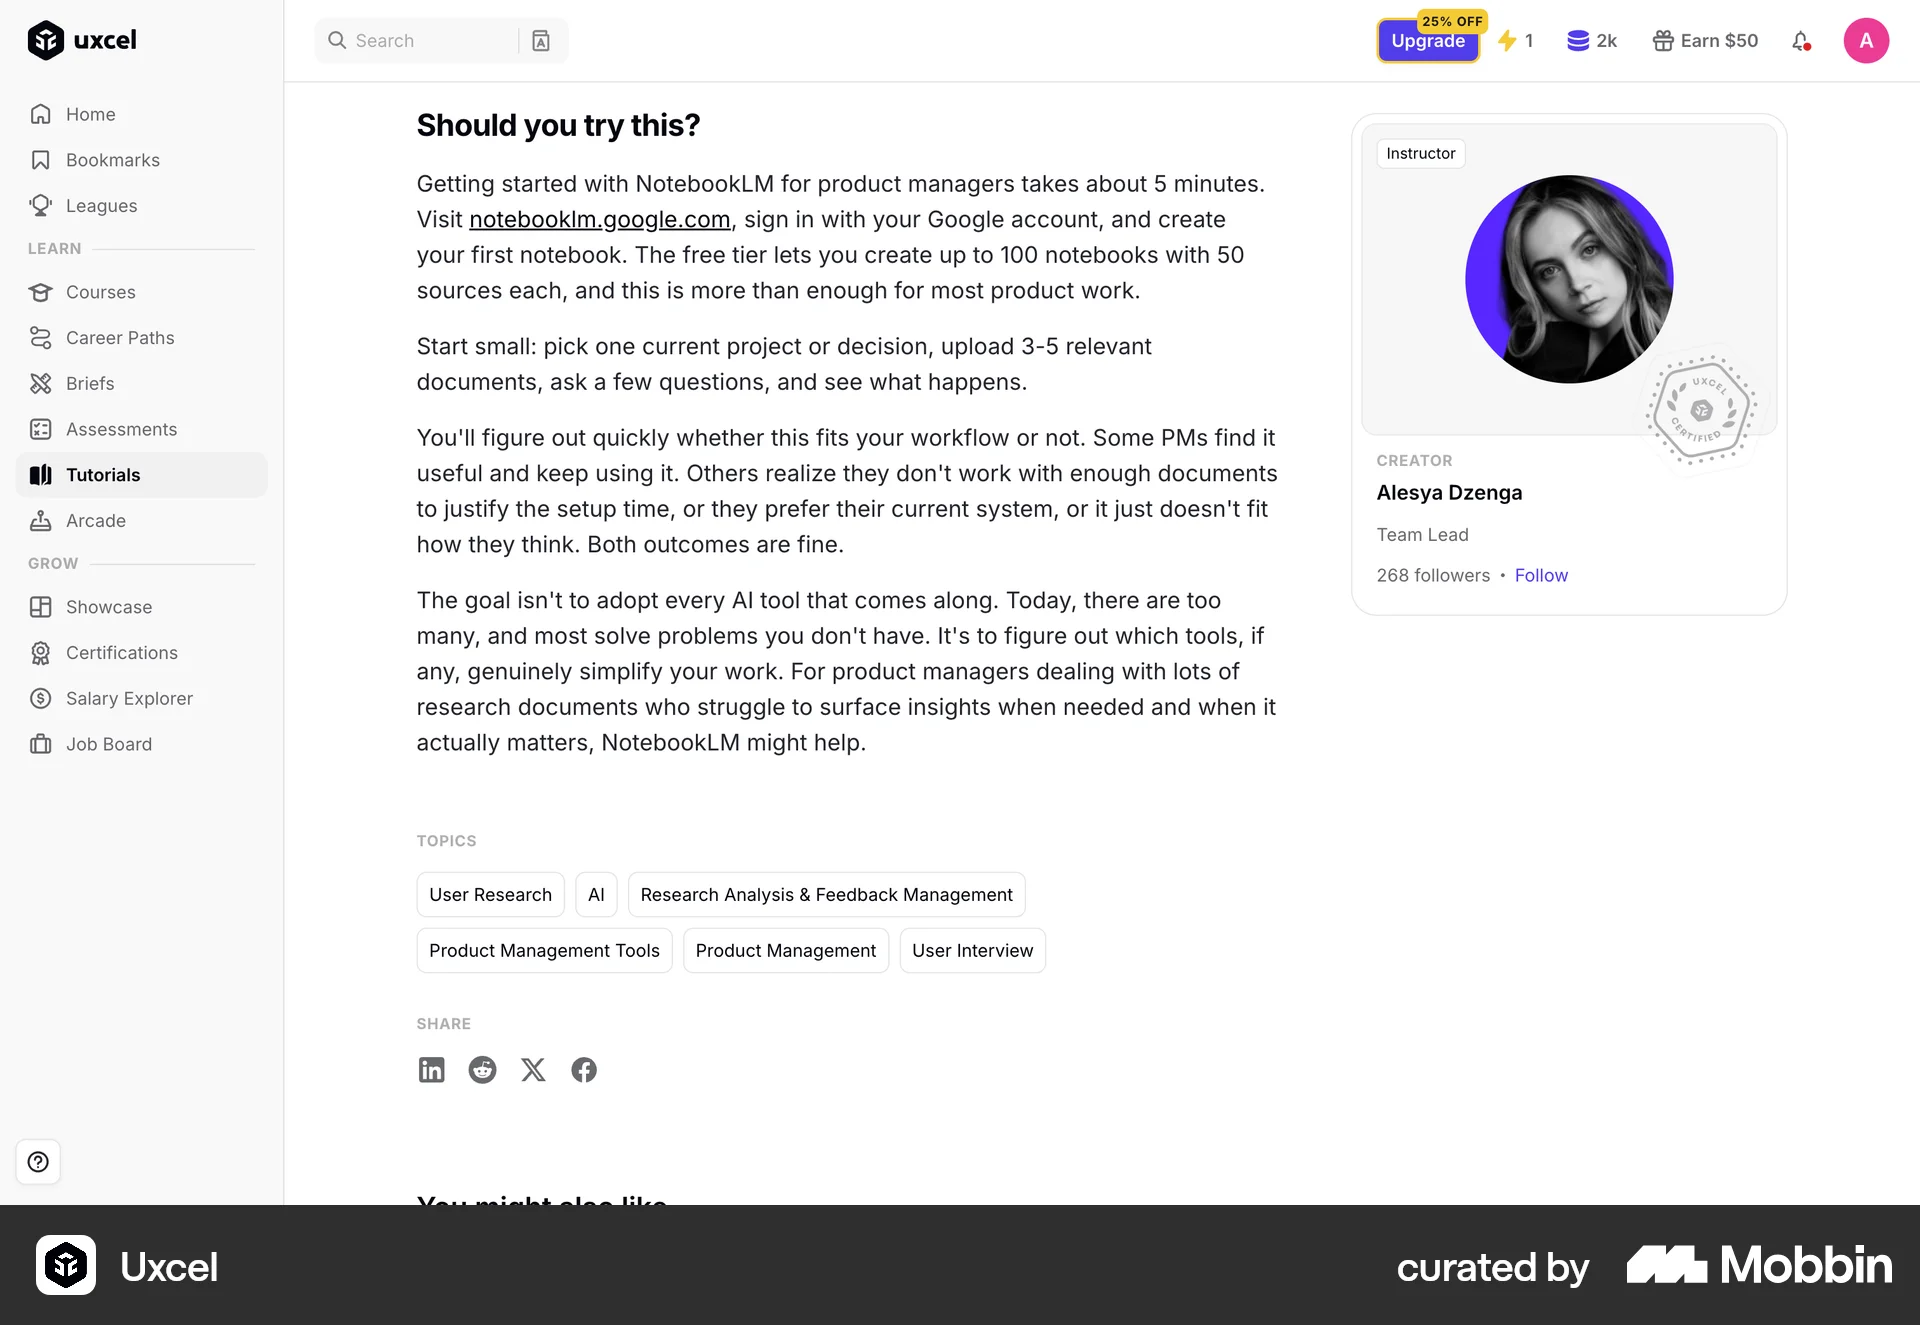 uxcel
Search
Upgrade
25% OFF
1
2k
Earn $50
A
Home
Bookmarks
Leagues
LEARN
Courses
Career Paths
Briefs
Assessments
Tutorials
Arcade
GROW
Showcase
Certifications
Salary Explorer
Job Board
Should you try this?
Getting started with NotebookLM for product managers takes about 5 minutes.
Visit notebooklm.google.com, sign in with your Google account, and create
your first notebook. The free tier lets you create up to 100 notebooks with 50
sources each, and this is more than enough for most product work.
Start small: pick one current project or decision, upload 3-5 relevant
documents, ask a few questions, and see what happens.
You'll figure out quickly whether this fits your workflow or not. Some PMs find it
useful and keep using it. Others realize they don't work with enough documents
to justify the setup time, or they prefer their current system, or it just doesn't fit
how they think. Both outcomes are fine.
The goal isn't to adopt every AI tool that comes along. Today, there are too
many, and most solve problems you don't have. It's to figure out which tools, if
any, genuinely simplify your work. For product managers dealing with lots of
research documents who struggle to surface insights when needed and when it
actually matters, NotebookLM might help.
TOPICS
User Research
AI
Research Analysis & Feedback Management
Product Management Tools
Product Management
User Interview
SHARE
You might also like
Instructor
UXCEL
CERTIFIED
CREATOR
Alesya Dzenga
Team Lead
268 followers • Follow
Uxcel
curated by
Mobbin